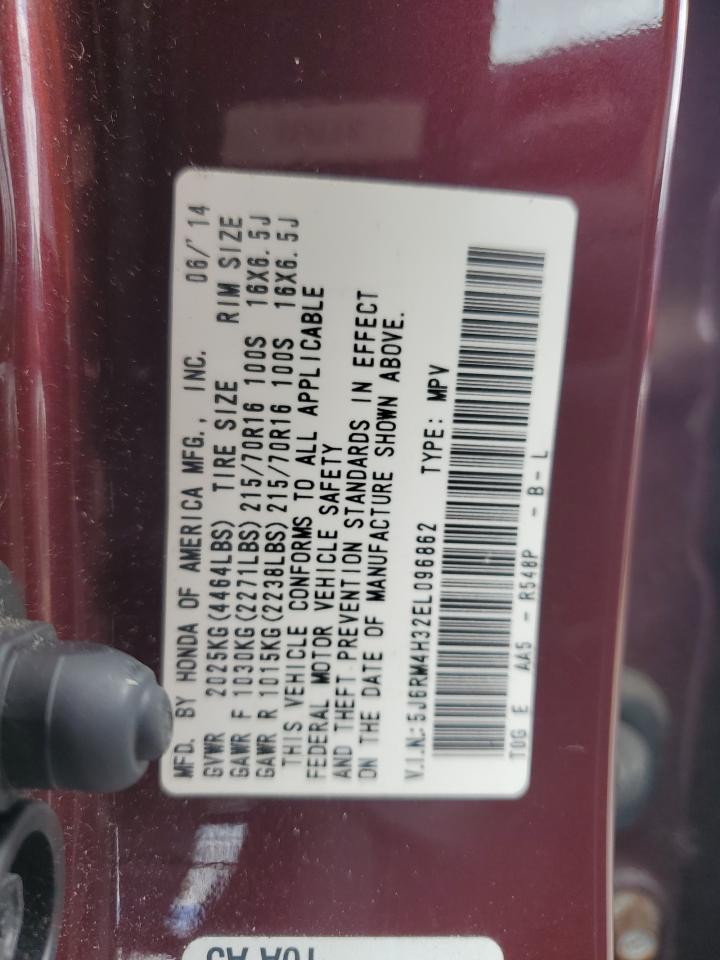 MFD. BY HONDA OF AMERICA MFG., INC. 06/'14
GVWR 2025KG(4464LBS) TIRE SIZE RIM SIZE
GAWR F 1030KG(2271LBS)215/70R16 100S 16X6.5J
GAWR R 1015KG(2238LBS)215/70R16 100S 16X6.5J
THIS VEHICLE CONFORMS TO ALL APPLICABLE
FEDERAL MOTOR VEHICLE SAFETY
AND THEFT PREVENTION STANDARDS IN EFFECT
ON THE DATE OF MANUFACTURE SHOWN ABOVE.
V.I.N.:5J6RM4H32EL096862 TYPE: MPV
T0G E AA5 - R548P - B - L